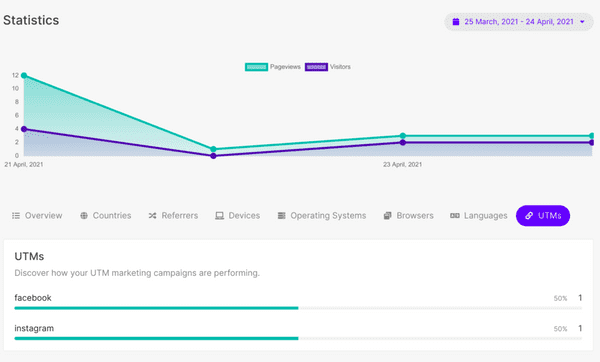 Statistics
25 March, 2021 - 24 April, 2021
Pageviews Visitors
12
10
8
6
4
2
0
21 April, 2021 23 April, 2021
Overview Countries Referrers Devices Operating Systems Browsers Languages UTMs
UTMs
Discover how your UTM marketing campaigns are performing.
facebook 50% 1
instagram 50% 1